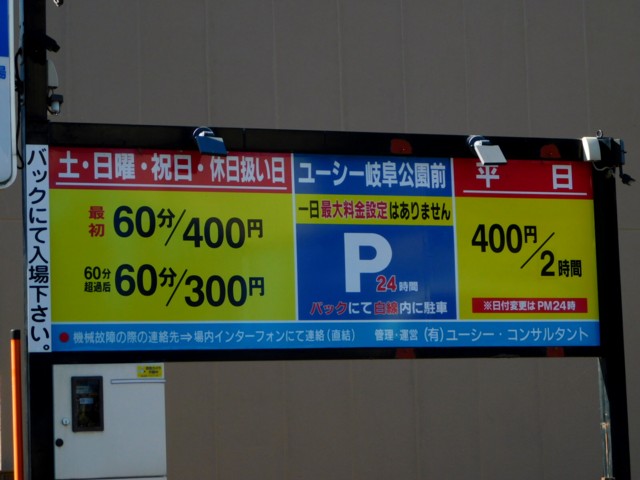 バックにて入場下さい。
土・日曜・祝日・休日扱い日
最初 60分/400円
60分超過后 60分/300円
ユーシー岐阜公園前
一日最大料金設定はありません
P 24時間
バックにて白線内に駐車
平 日
400円/2時間
※日付変更はPM24時
● 機械故障の際の連絡先⇒場内インターフォンにて連絡(直結) 管理・運営 (有)ユーシー・コンサルタント